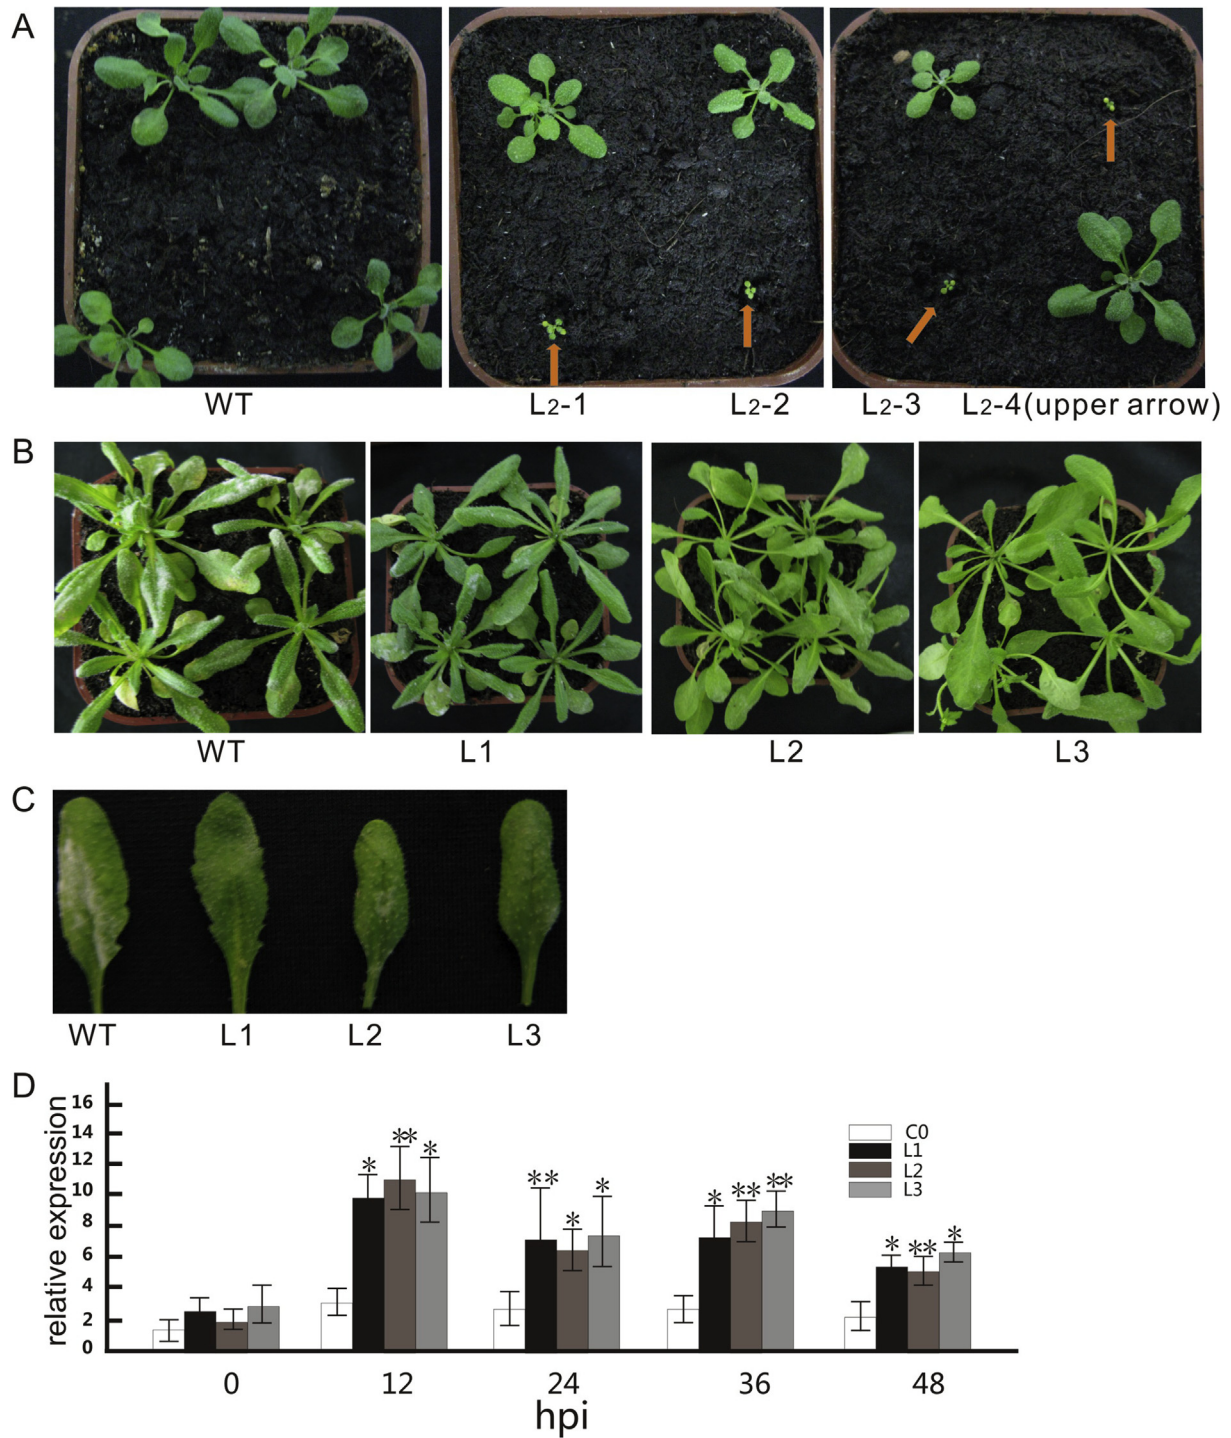 A
WT
L2-1
L2-2
L2-3
L2-4(upper arrow)
B
WT
L1
L2
L3
C
WT
L1
L2
L3
D
relative expression
16
14
12
10
8
6
4
2
0
* ** *
** * *
* ** **
* ** *
C0
L1
L2
L3
0 12 24 36 48
hpi